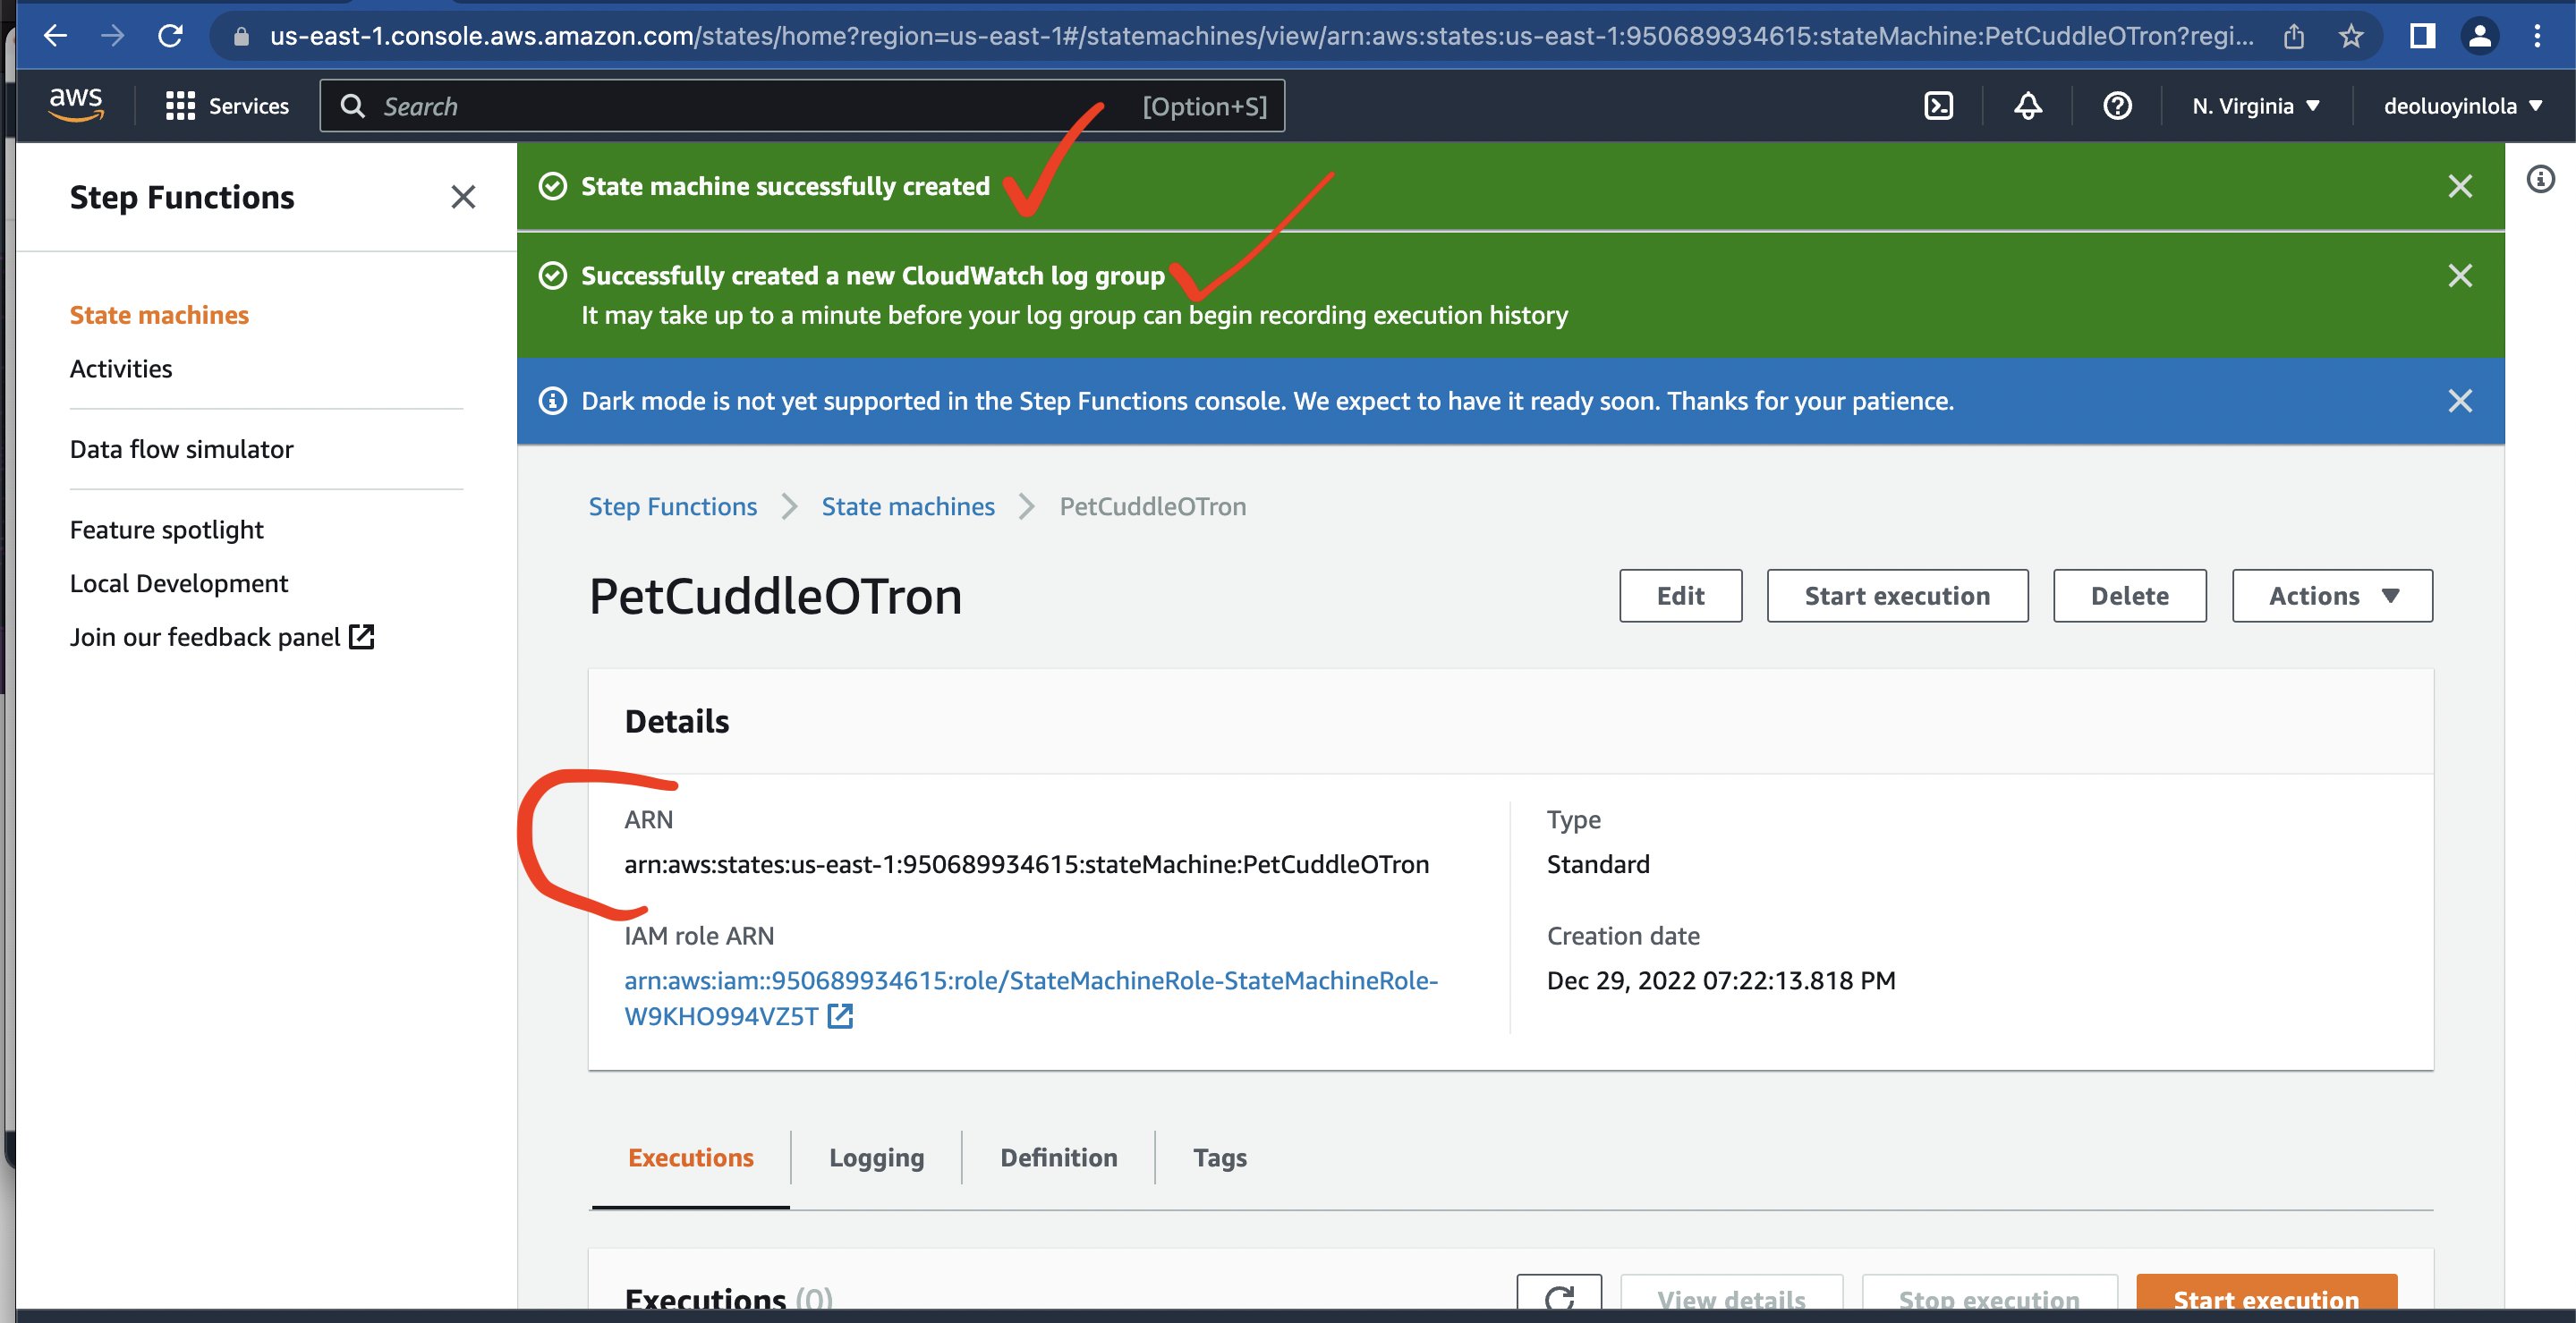 us-east-1.console.aws.amazon.com/states/home?region=us-east-1#/statemachines/view/arn:aws:states:us-east-1:950689934615:stateMachine:PetCuddleOTron?regi...
aws
Services
Search
[Option+S]
N. Virginia
deoluoyinlola
Step Functions
State machines
Activities
Data flow simulator
Feature spotlight
Local Development
Join our feedback panel
State machine successfully created
Successfully created a new CloudWatch log group
It may take up to a minute before your log group can begin recording execution history
Dark mode is not yet supported in the Step Functions console. We expect to have it ready soon. Thanks for your patience.
Step Functions
State machines
PetCuddleOTron
PetCuddleOTron
Edit
Start execution
Delete
Actions
Details
ARN
arn:aws:states:us-east-1:950689934615:stateMachine:PetCuddleOTron
IAM role ARN
arn:aws:iam::950689934615:role/StateMachineRole-StateMachineRole-
W9KHO994VZ5T
Type
Standard
Creation date
Dec 29, 2022 07:22:13.818 PM
Executions
Logging
Definition
Tags
Executions (0)
View details
Stop execution
Start execution